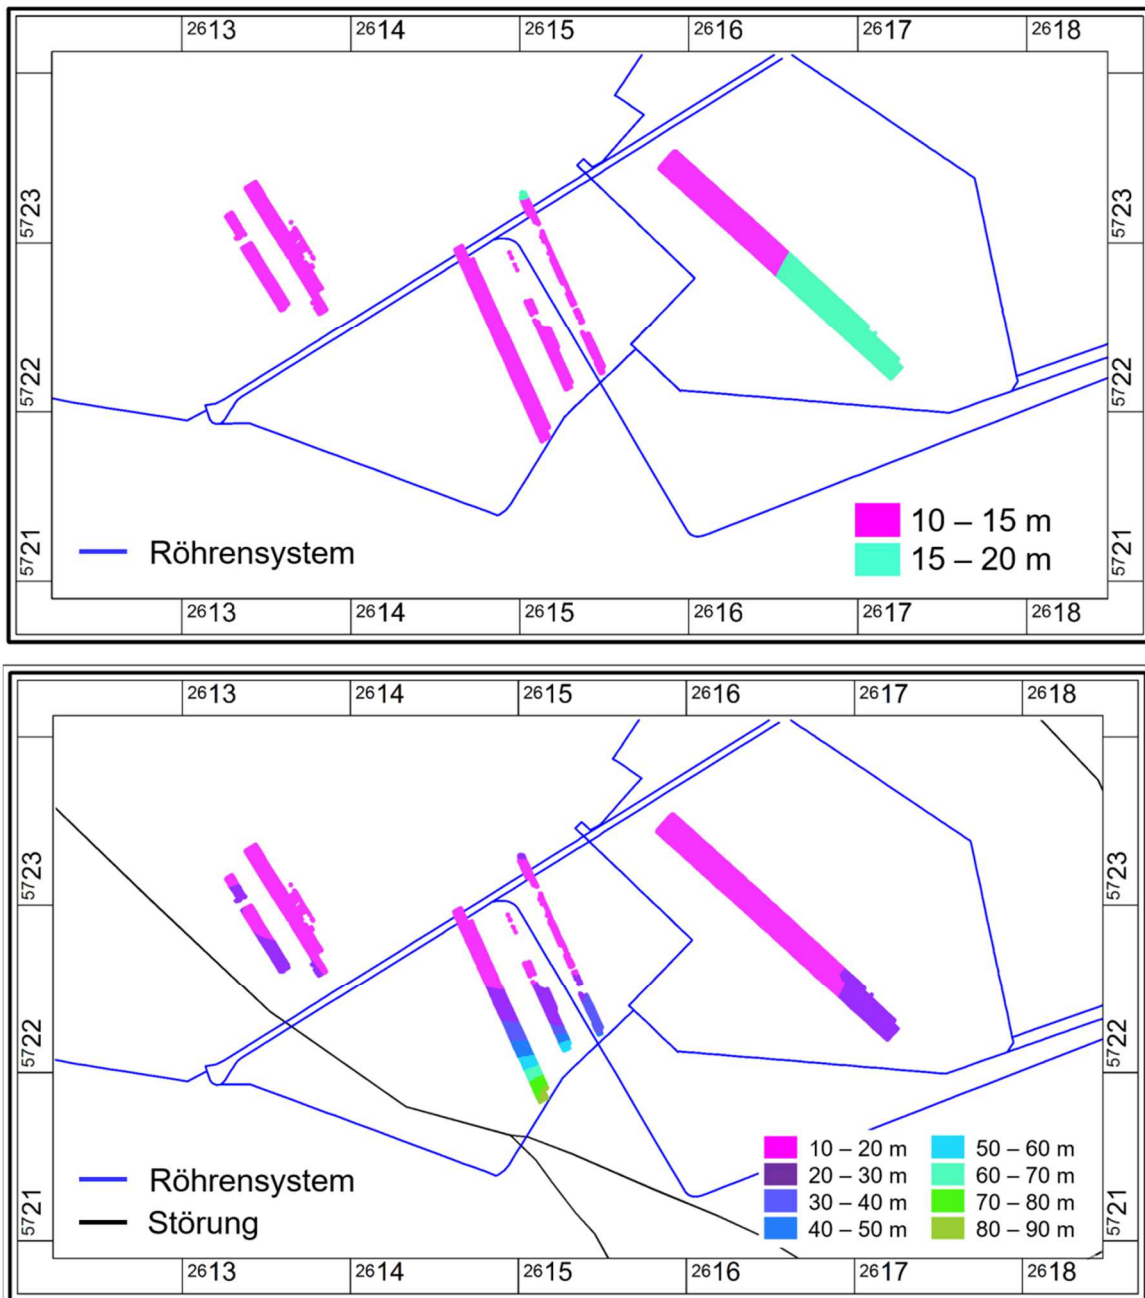 2613 2614 2615 2616 2617 2618
5723 5723
5722 5722
5721 5721
10 – 15 m
Röhrensystem 15 – 20 m
2613 2614 2615 2616 2617 2618
2613 2614 2615 2616 2617 2618
5723 5723
5722 5722
5721 5721
10 – 20 m 50 – 60 m
Röhrensystem 20 – 30 m 60 – 70 m
Störung 30 – 40 m 70 – 80 m
40 – 50 m 80 – 90 m
2613 2614 2615 2616 2617 2618